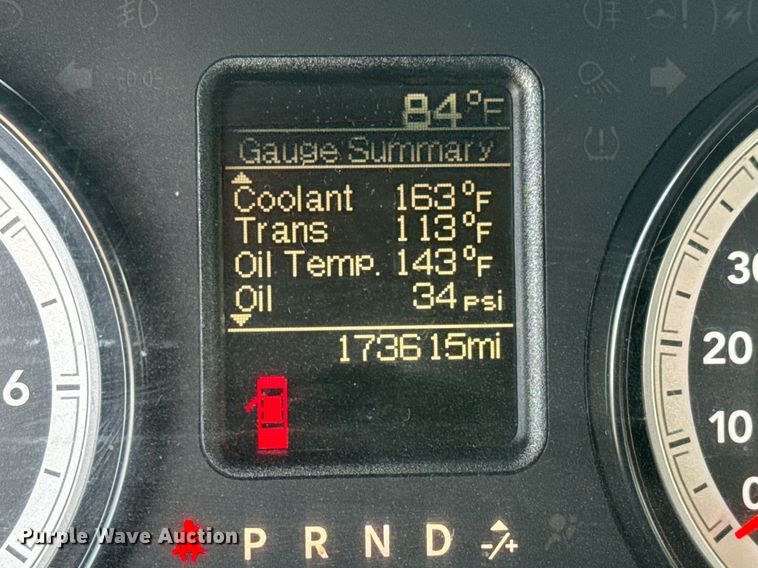 84°F
Gauge Summary
Coolant 163°F
Trans 113°F
Oil Temp. 143°F
Oil 34 psi
173615mi
6
30
20
10
0
P R N D -/+
Purple Wave Auction